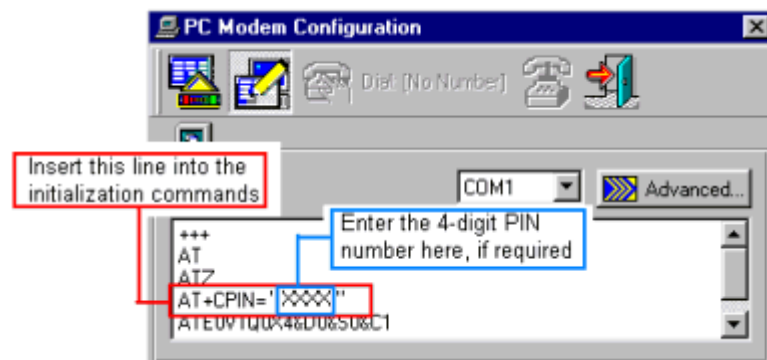 PC Modem Configuration
Dial: [No Number]
Insert this line into the
initialization commands
COM1
Advanced...
Enter the 4-digit PIN
number here, if required
+++
AT
ATZ
AT+CPIN="XXXX"